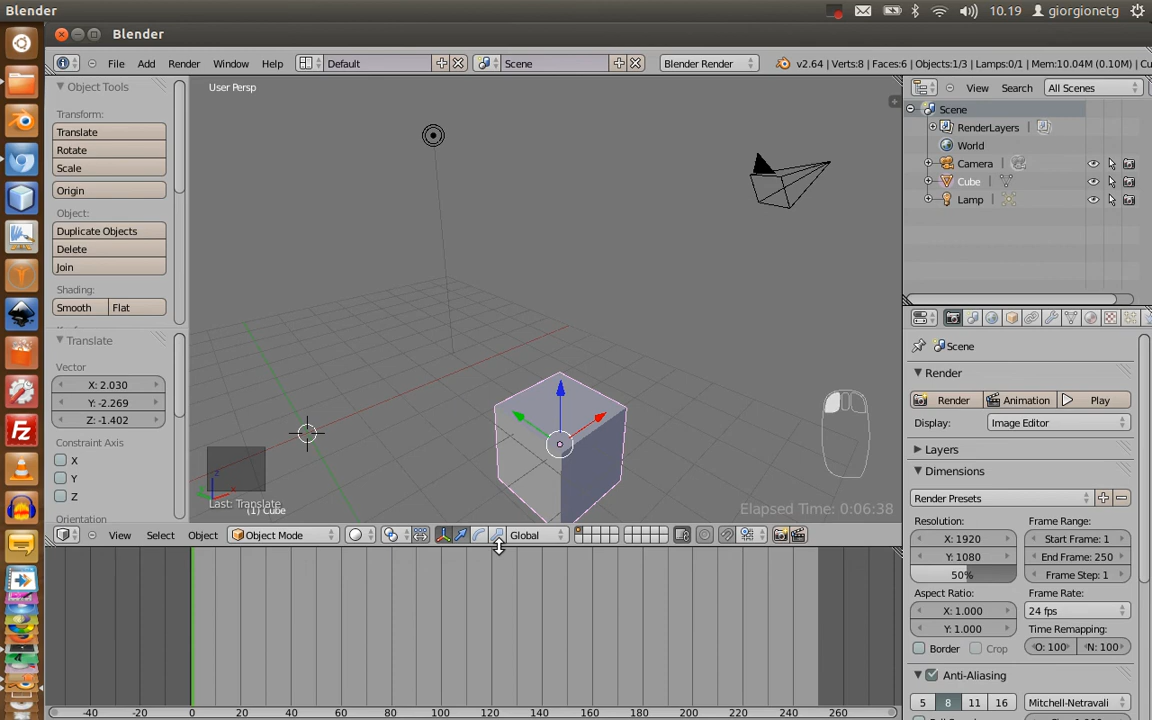 Blender
10.19
giorgionetg
Blender
File Add Render Window Help
Default
Scene
Blender Render
v2.64 | Verts:8 | Faces:6 | Objects:1/3 | Lamps:0/1 | Mem:10.04M (0.10M) | Cu
Object Tools
Transform:
Translate
Rotate
Scale
Origin
Object:
Duplicate Objects
Delete
Join
Shading:
Smooth Flat
Translate
Vector
X: 2.030
Y: -2.269
Z: -1.402
Constraint Axis
X
Y
Z
Orientation
User Persp
Last: Translate
(1) Cube
Elapsed Time: 0:06:38
View Select Object
Object Mode
Global
-40 -20 0 20 40 60 80 100 120 140 160 180 200 220 240 260
View Search All Scenes
Scene
RenderLayers
World
Camera
Cube
Lamp
Scene
Render
Render Animation Play
Display: Image Editor
Layers
Dimensions
Render Presets
Resolution: Frame Range:
X: 1920 Start Frame: 1
Y: 1080 End Frame: 250
50% Frame Step: 1
Aspect Ratio: Frame Rate:
X: 1.000 24 fps
Y: 1.000 Time Remapping:
Border Crop O: 100 N: 100
Anti-Aliasing
5 8 11 16 Mitchell-Netravali